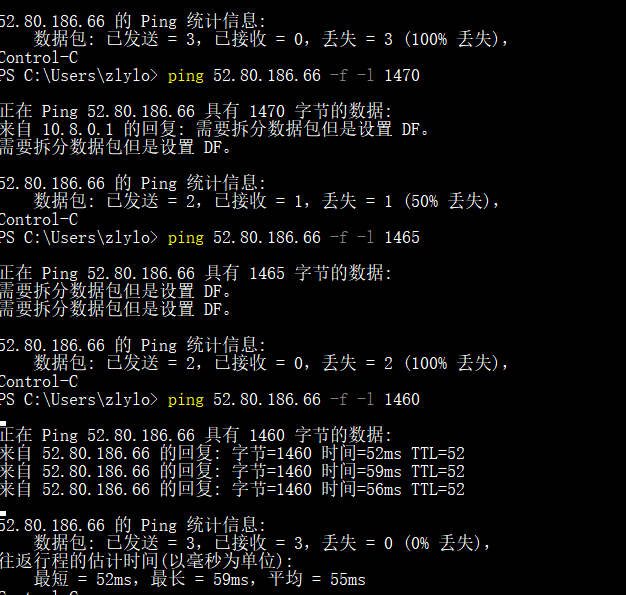 52.80.186.66 的 Ping 统计信息:
数据包: 已发送 = 3，已接收 = 0，丢失 = 3 (100% 丢失)，
Control-C
PS C:\Users\zlylo> ping 52.80.186.66 -f -l 1470
正在 Ping 52.80.186.66 具有 1470 字节的数据:
来自 10.8.0.1 的回复: 需要拆分数据包但是设置 DF。
需要拆分数据包但是设置 DF。
52.80.186.66 的 Ping 统计信息:
数据包: 已发送 = 2，已接收 = 1，丢失 = 1 (50% 丢失)，
Control-C
PS C:\Users\zlylo> ping 52.80.186.66 -f -l 1465
正在 Ping 52.80.186.66 具有 1465 字节的数据:
需要拆分数据包但是设置 DF。
需要拆分数据包但是设置 DF。
52.80.186.66 的 Ping 统计信息:
数据包: 已发送 = 2，已接收 = 0，丢失 = 2 (100% 丢失)，
Control-C
PS C:\Users\zlylo> ping 52.80.186.66 -f -l 1460
正在 Ping 52.80.186.66 具有 1460 字节的数据:
来自 52.80.186.66 的回复: 字节=1460 时间=52ms TTL=52
来自 52.80.186.66 的回复: 字节=1460 时间=59ms TTL=52
来自 52.80.186.66 的回复: 字节=1460 时间=56ms TTL=52
52.80.186.66 的 Ping 统计信息:
数据包: 已发送 = 3，已接收 = 3，丢失 = 0 (0% 丢失)，
往返行程的估计时间(以毫秒为单位):
最短 = 52ms，最长 = 59ms，平均 = 55ms